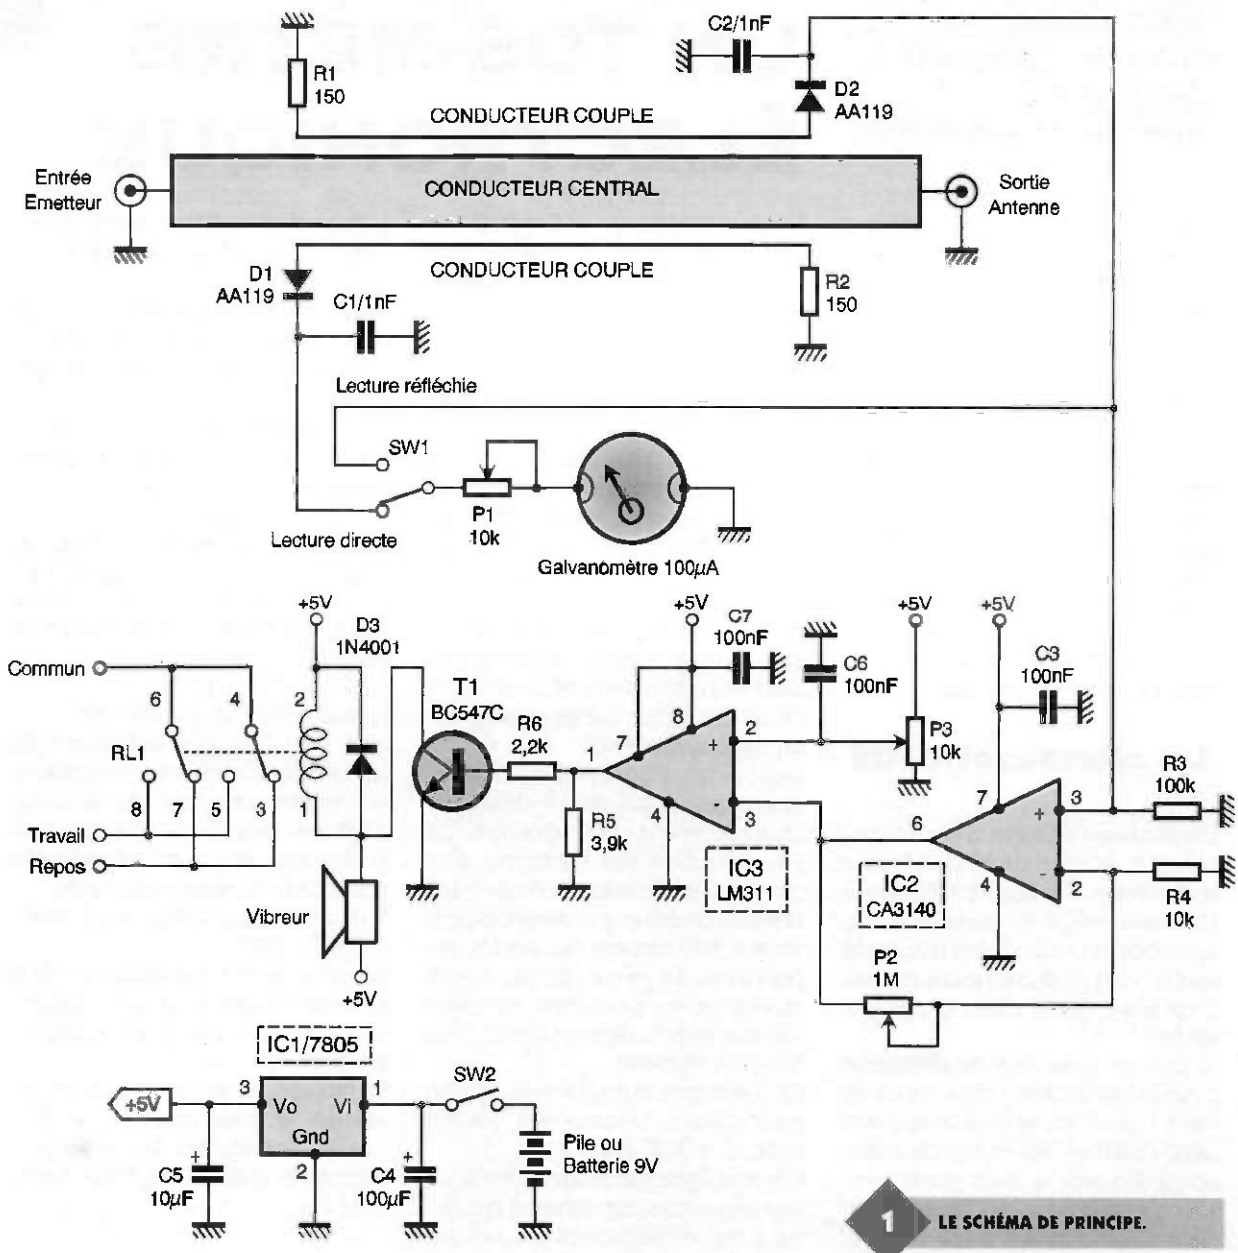 C2/1nF
R1
150
D2
AA119
CONDUCTEUR COUPLE
Entrée
Emetteur
CONDUCTEUR CENTRAL
Sortie
Antenne
D1
AA119
CONDUCTEUR COUPLE
C1/1nF
R2
150
Lecture réfléchie
SW1
P1
10k
Lecture directe
Galvanomètre 100µA
+5V
D3
1N4001
+5V
C7
100nF
+5V
+5V
Commun
6
4
2
T1
BC547C
C6
100nF
C3
100nF
R6
2,2k
8
2
P3
10k
RL1
1
7
+
7
3
R3
100k
8
7
5
3
1
R5
3,9k
4
-
3
6
+
Travail
Repos
IC3
LM311
IC2
CA3140
4
-
2
R4
10k
Vibreur
P2
1M
+5V
IC1/7805
SW2
+5V
3
Vo
Vi
1
Gnd
2
+
C5
10µF
+
C4
100µF
Pile ou
Batterie 9V
1
LE SCHÉMA DE PRINCIPE.